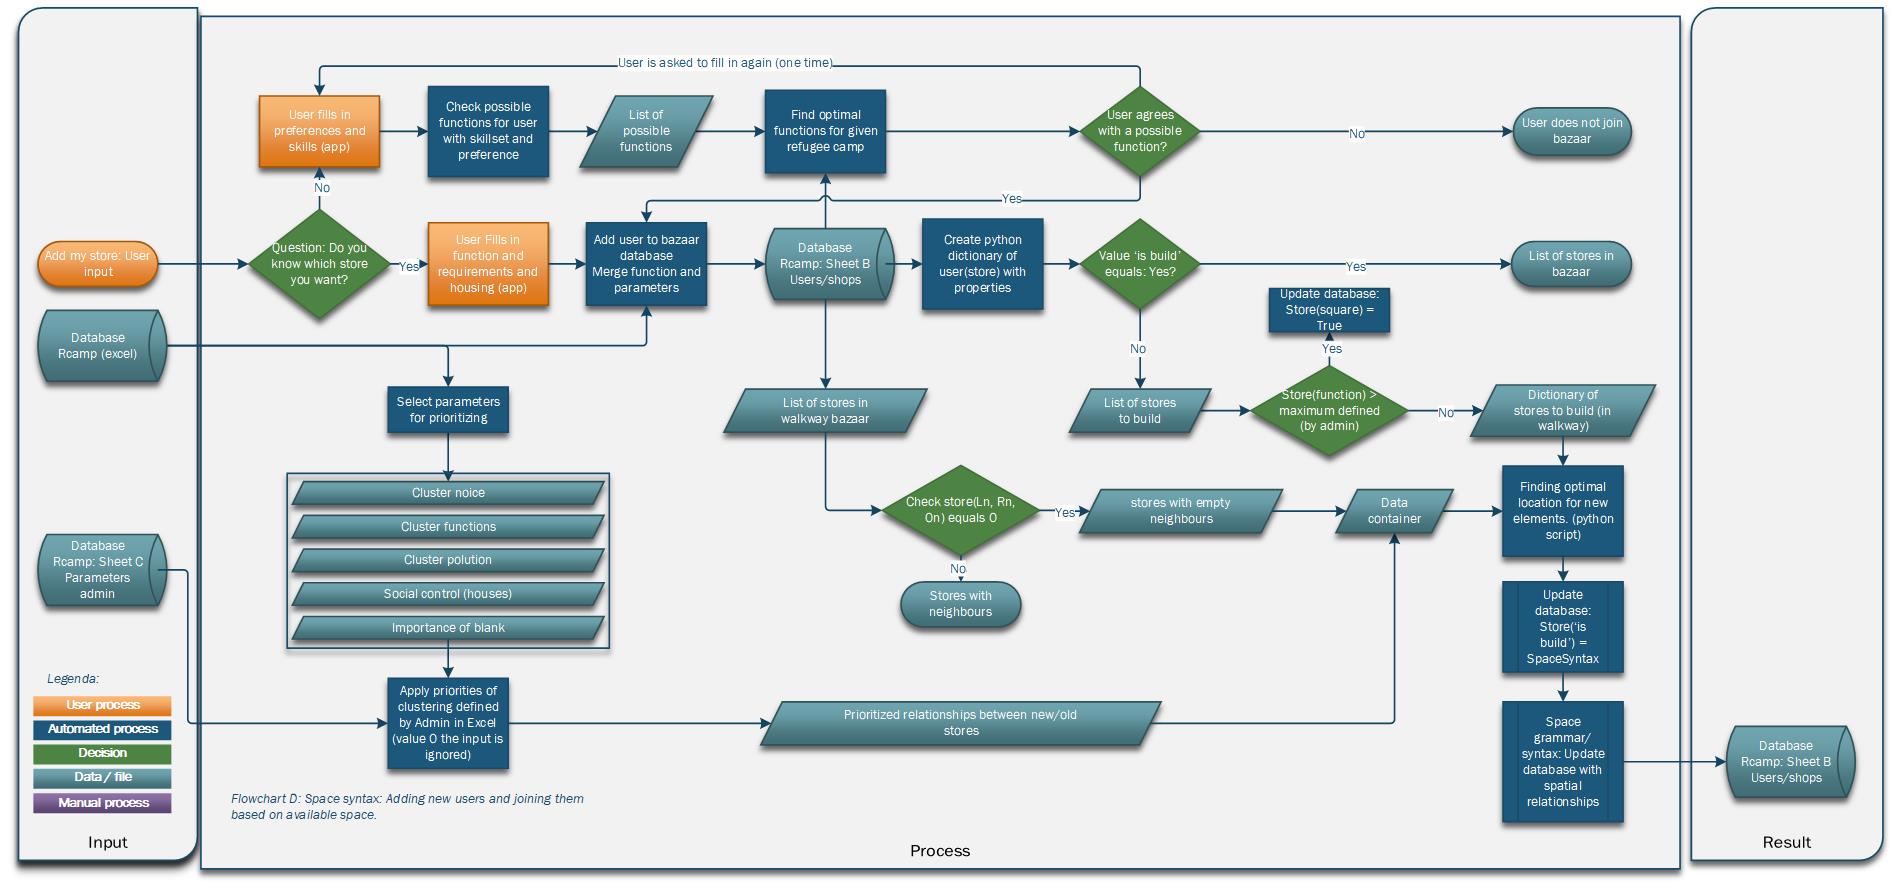 User is asked to fill in again (one time)
User fills in
preferences and
skills (app)
Check possible
functions for user
with skillset and
preference
List of
possible
functions
Find optimal
functions for given
refugee camp
User agrees
with a possible
function?
No
User does not join
bazaar
No
Yes
Add my store: User
input
Question: Do you
know which store
you want?
Yes
User Fills in
function and
requirements and
housing (app)
Add user to bazaar
database
Merge function and
parameters
Database
Rcamp: Sheet B
Users/shops
Create python
dictionary of
user(store) with
properties
Value ‘is build’
equals: Yes?
Yes
List of stores in
bazaar
Update database:
Store(square) =
True
Database
Rcamp (excel)
No
Yes
Select parameters
for prioritizing
List of stores in
walkway bazaar
List of stores
to build
Store(function) >
maximum defined
(by admin)
No
Dictionary of
stores to build (in
walkway)
Cluster noice
Cluster functions
Cluster polution
Social control (houses)
Importance of blank
Check store(Ln, Rn,
On) equals 0
Yes
stores with empty
neighbours
Data
container
Finding optimal
location for new
elements. (python
script)
No
Stores with
neighbours
Database
Rcamp: Sheet C
Parameters
admin
Update
database:
Store(‘is
build’) =
SpaceSyntax
Apply priorities of
clustering defined
by Admin in Excel
(value 0 the input is
ignored)
Prioritized relationships between new/old
stores
Space
grammar/
syntax: Update
database with
spatial
relationships
Database
Rcamp: Sheet B
Users/shops
Legenda:
User process
Automated process
Decision
Data / file
Manual process
Flowchart D: Space syntax: Adding new users and joining them
based on available space.
Input
Process
Result